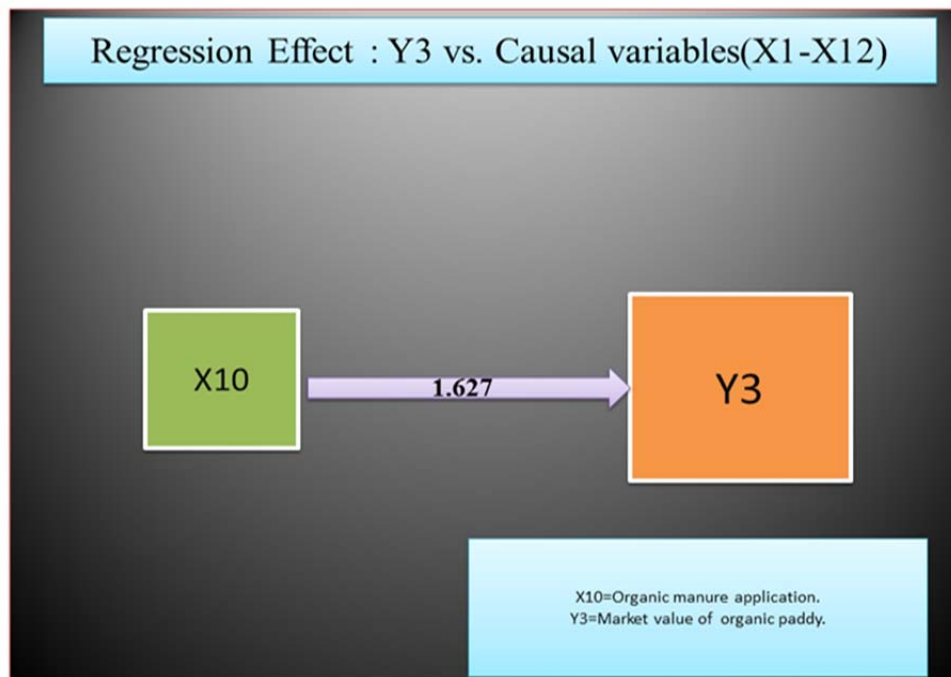 Regression Effect : Y3 vs. Causal variables(X1-X12)
X10
1.627
Y3
X10=Organic manure application.
Y3=Market value of organic paddy.